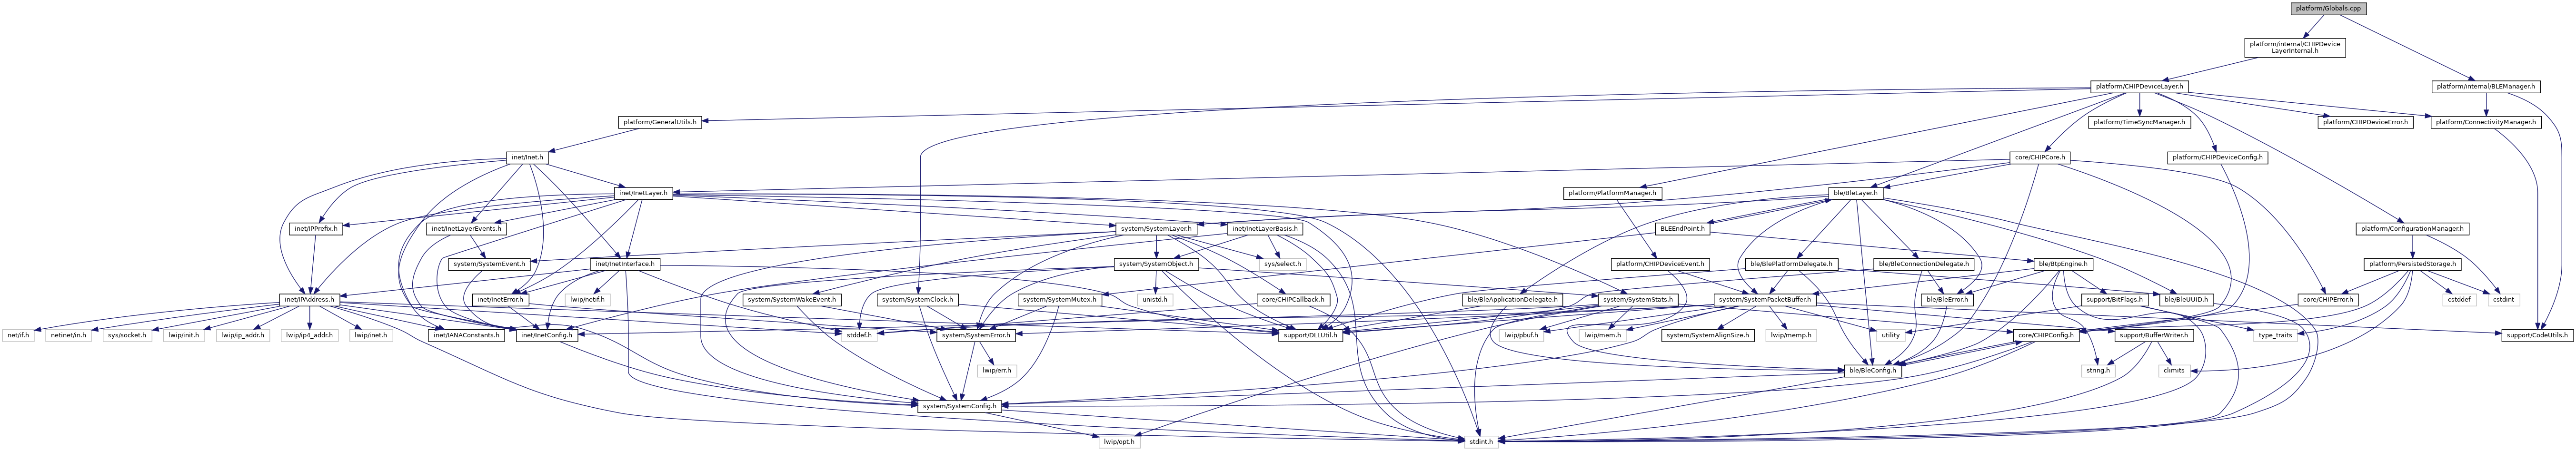 platform/Globals.cpp
platform/internal/CHIPDevice
LayerInternal.h
platform/CHIPDeviceLayer.h
platform/internal/BLEManager.h
platform/GeneralUtils.h
platform/TimeSyncManager.h
platform/CHIPDeviceError.h
platform/ConnectivityManager.h
inet/Inet.h
core/CHIPCore.h
platform/CHIPDeviceConfig.h
inet/InetLayer.h
platform/PlatformManager.h
ble/BleLayer.h
inet/IPPrefix.h
inet/InetLayerEvents.h
system/SystemLayer.h
inet/InetLayerBasis.h
BLEEndPoint.h
platform/ConfigurationManager.h
system/SystemEvent.h
inet/InetInterface.h
system/SystemObject.h
sys/select.h
platform/CHIPDeviceEvent.h
ble/BlePlatformDelegate.h
ble/BleConnectionDelegate.h
ble/BtpEngine.h
platform/PersistedStorage.h
inet/IPAddress.h
inet/InetError.h
lwip/netif.h
system/SystemWakeEvent.h
system/SystemClock.h
system/SystemMutex.h
unistd.h
core/CHIPCallback.h
ble/BleApplicationDelegate.h
system/SystemStats.h
system/SystemPacketBuffer.h
ble/BleError.h
support/BitFlags.h
ble/BleUUID.h
core/CHIPError.h
cstddef
cstdint
net/if.h
netinet/in.h
sys/socket.h
lwip/init.h
lwip/ip_addr.h
lwip/ip4_addr.h
lwip/inet.h
inet/IANAConstants.h
inet/InetConfig.h
stddef.h
system/SystemError.h
support/DLLUtil.h
lwip/pbuf.h
lwip/mem.h
system/SystemAlignSize.h
lwip/memp.h
utility
core/CHIPConfig.h
support/BufferWriter.h
type_traits
support/CodeUtils.h
lwip/err.h
ble/BleConfig.h
string.h
climits
system/SystemConfig.h
lwip/opt.h
stdint.h